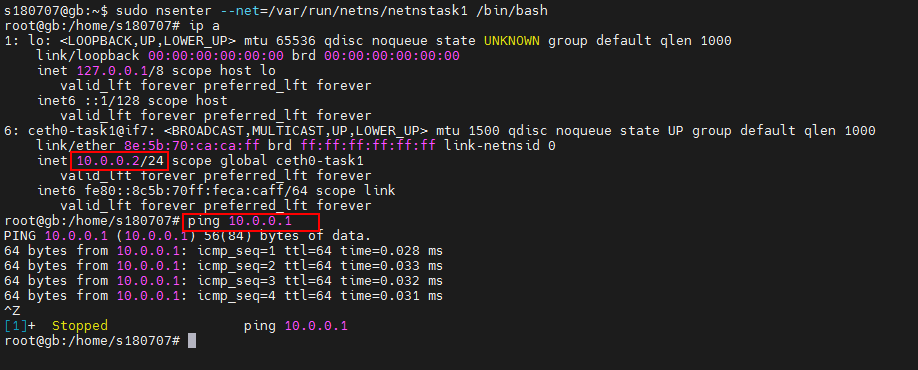 s180707@gb:~$ sudo nsenter --net=/var/run/netns/netnstask1 /bin/bash
root@gb:/home/s180707# ip a
1: lo: <LOOPBACK,UP,LOWER_UP> mtu 65536 qdisc noqueue state UNKNOWN group default qlen 1000
    link/loopback 00:00:00:00:00:00 brd 00:00:00:00:00:00
    inet 127.0.0.1/8 scope host lo
       valid_lft forever preferred_lft forever
    inet6 ::1/128 scope host
       valid_lft forever preferred_lft forever
6: ceth0-task1@if7: <BROADCAST,MULTICAST,UP,LOWER_UP> mtu 1500 qdisc noqueue state UP group default qlen 1000
    link/ether 8e:5b:70:ca:ca:ff brd ff:ff:ff:ff:ff:ff link-netnsid 0
    inet 10.0.0.2/24 scope global ceth0-task1
       valid_lft forever preferred_lft forever
    inet6 fe80::8c5b:70ff:feca:caff/64 scope link
       valid_lft forever preferred_lft forever
root@gb:/home/s180707# ping 10.0.0.1
PING 10.0.0.1 (10.0.0.1) 56(84) bytes of data.
64 bytes from 10.0.0.1: icmp_seq=1 ttl=64 time=0.028 ms
64 bytes from 10.0.0.1: icmp_seq=2 ttl=64 time=0.033 ms
64 bytes from 10.0.0.1: icmp_seq=3 ttl=64 time=0.032 ms
64 bytes from 10.0.0.1: icmp_seq=4 ttl=64 time=0.031 ms
^Z
[1]+  Stopped                 ping 10.0.0.1
root@gb:/home/s180707#